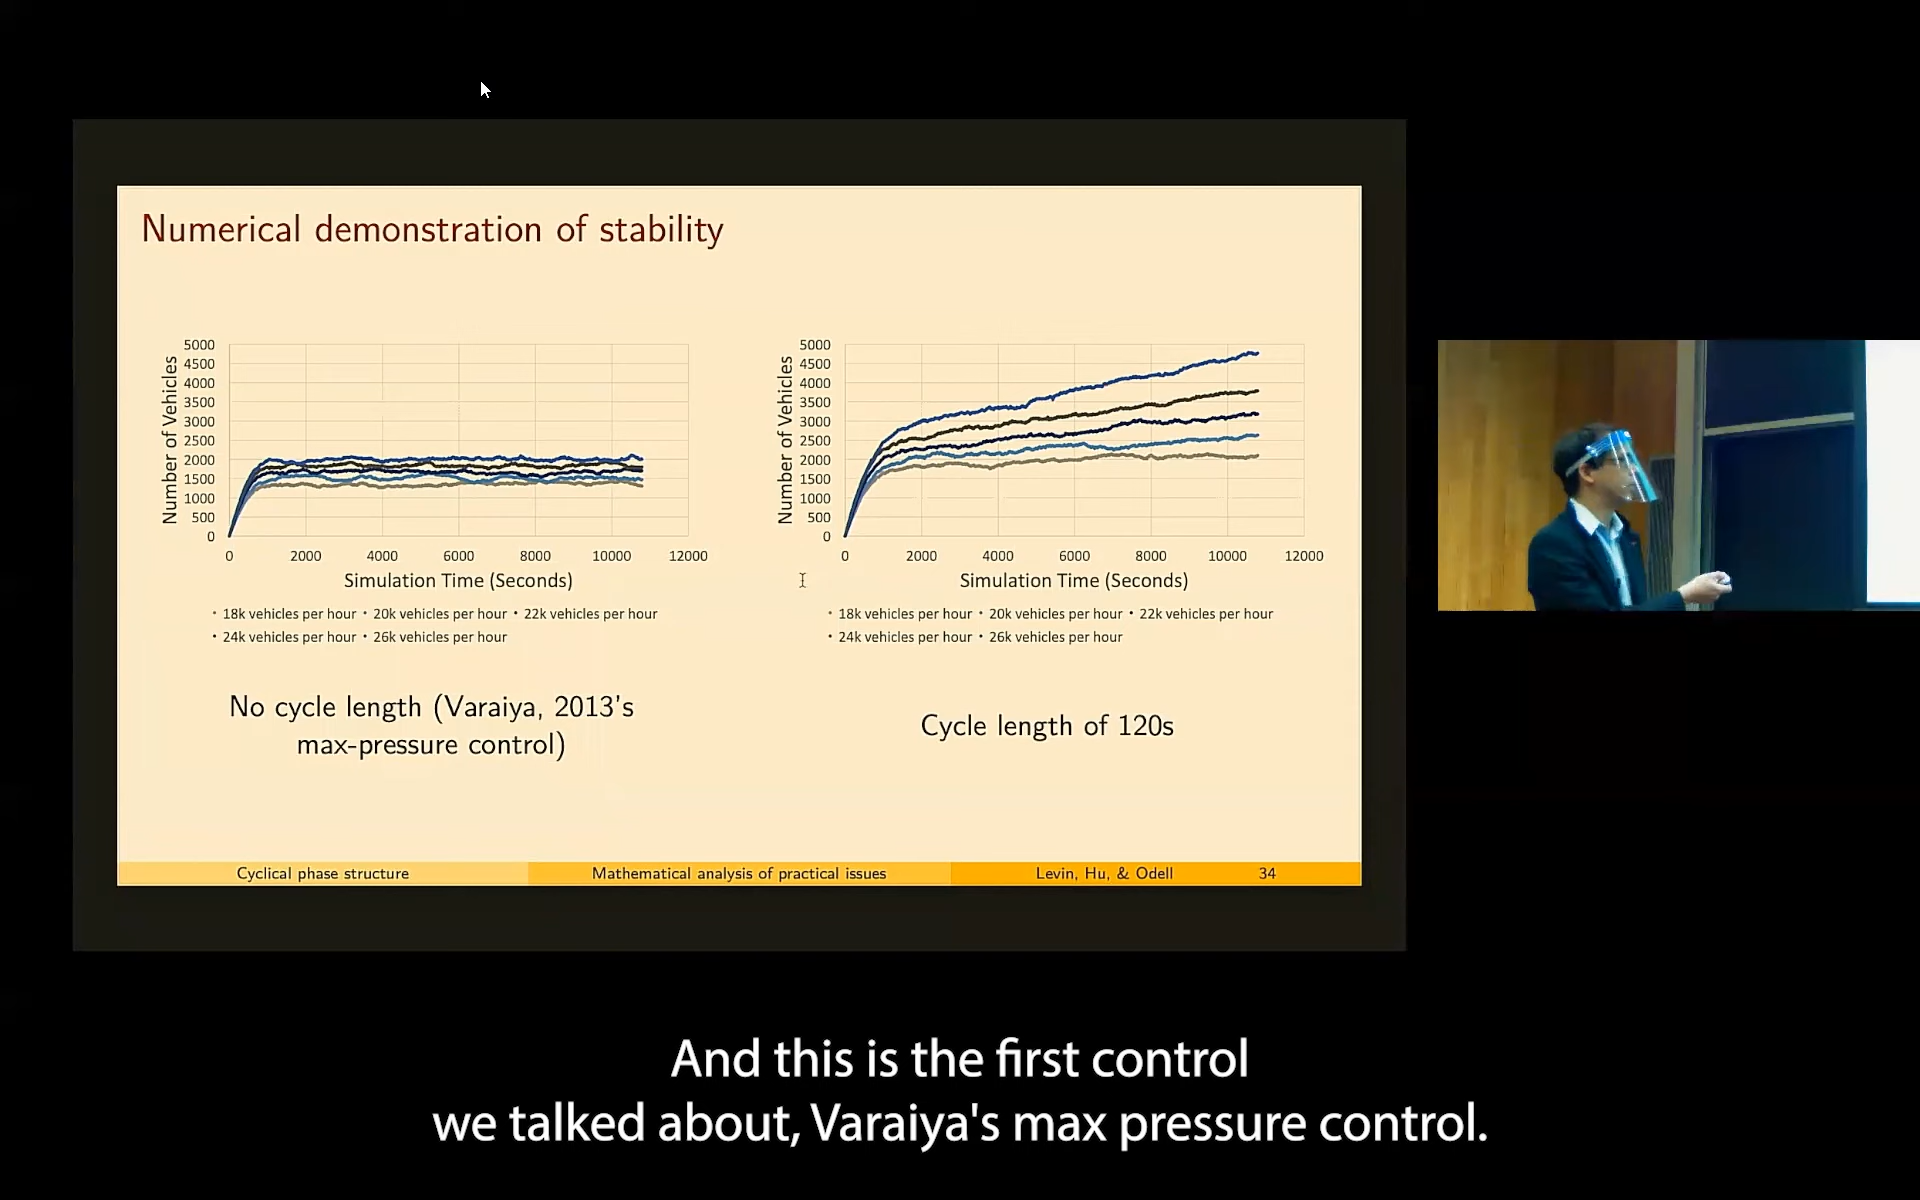 Numerical demonstration of stability
Number of Vehicles
5000
4500
4000
3500
3000
2500
2000
1500
1000
500
0
0 2000 4000 6000 8000 10000 12000
Simulation Time (Seconds)
• 18k vehicles per hour • 20k vehicles per hour • 22k vehicles per hour
• 24k vehicles per hour • 26k vehicles per hour
No cycle length (Varaiya, 2013's
max-pressure control)
Number of Vehicles
5000
4500
4000
3500
3000
2500
2000
1500
1000
500
0
0 2000 4000 6000 8000 10000 12000
Simulation Time (Seconds)
• 18k vehicles per hour • 20k vehicles per hour • 22k vehicles per hour
• 24k vehicles per hour • 26k vehicles per hour
Cycle length of 120s
Cyclical phase structure Mathematical analysis of practical issues Levin, Hu, & Odell 34
And this is the first control
we talked about, Varaiya's max pressure control.